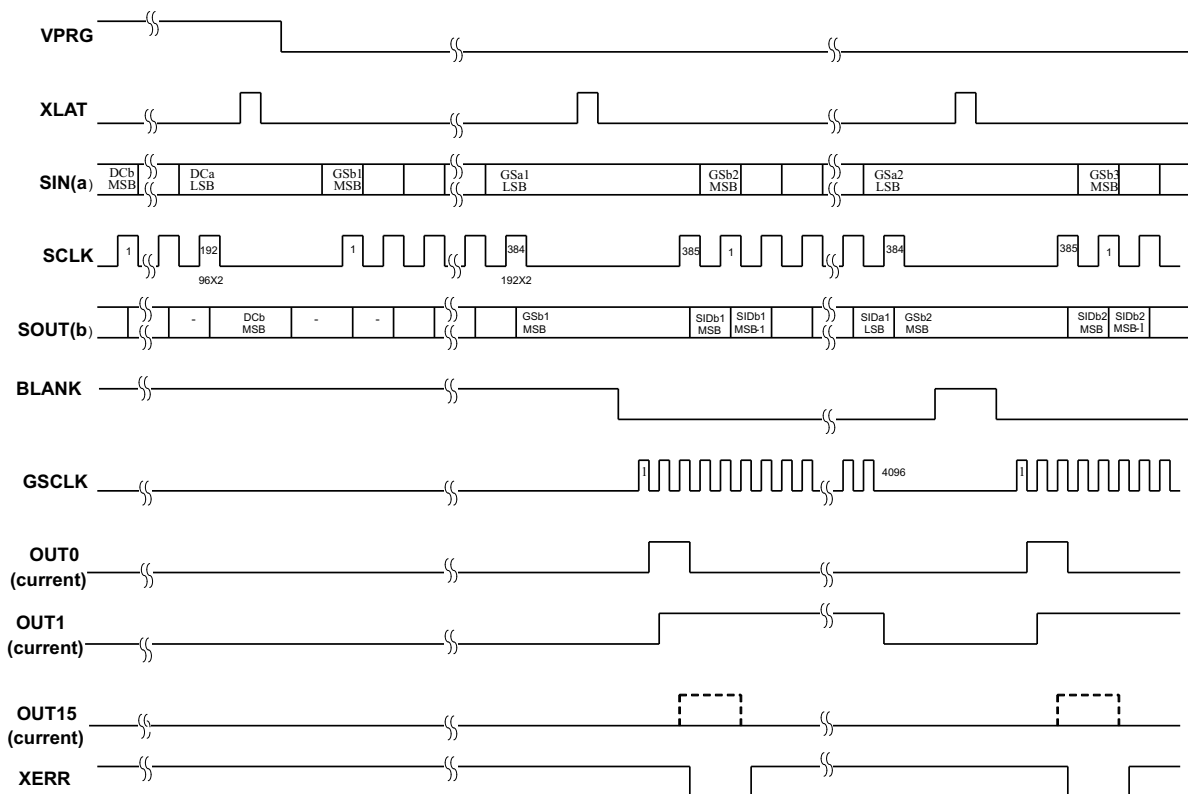 VPRG
XLAT
SIN(a)
DCb
MSB
DCa
LSB
GSb1
MSB
GSa1
LSB
GSb2
MSB
GSa2
LSB
GSb3
MSB
SCLK
1
192
1
384
385
1
384
385
1
96X2
192X2
SOUT(b)
-
DCb
MSB
-
-
GSb1
MSB
SIDb1
MSB
SIDb1
MSB-1
SIDa1
LSB
GSb2
MSB
SIDb2
MSB
SIDb2
MSB-1
BLANK
GSCLK
1
4096
1
OUT0
(current)
OUT1
(current)
OUT15
(current)
XERR